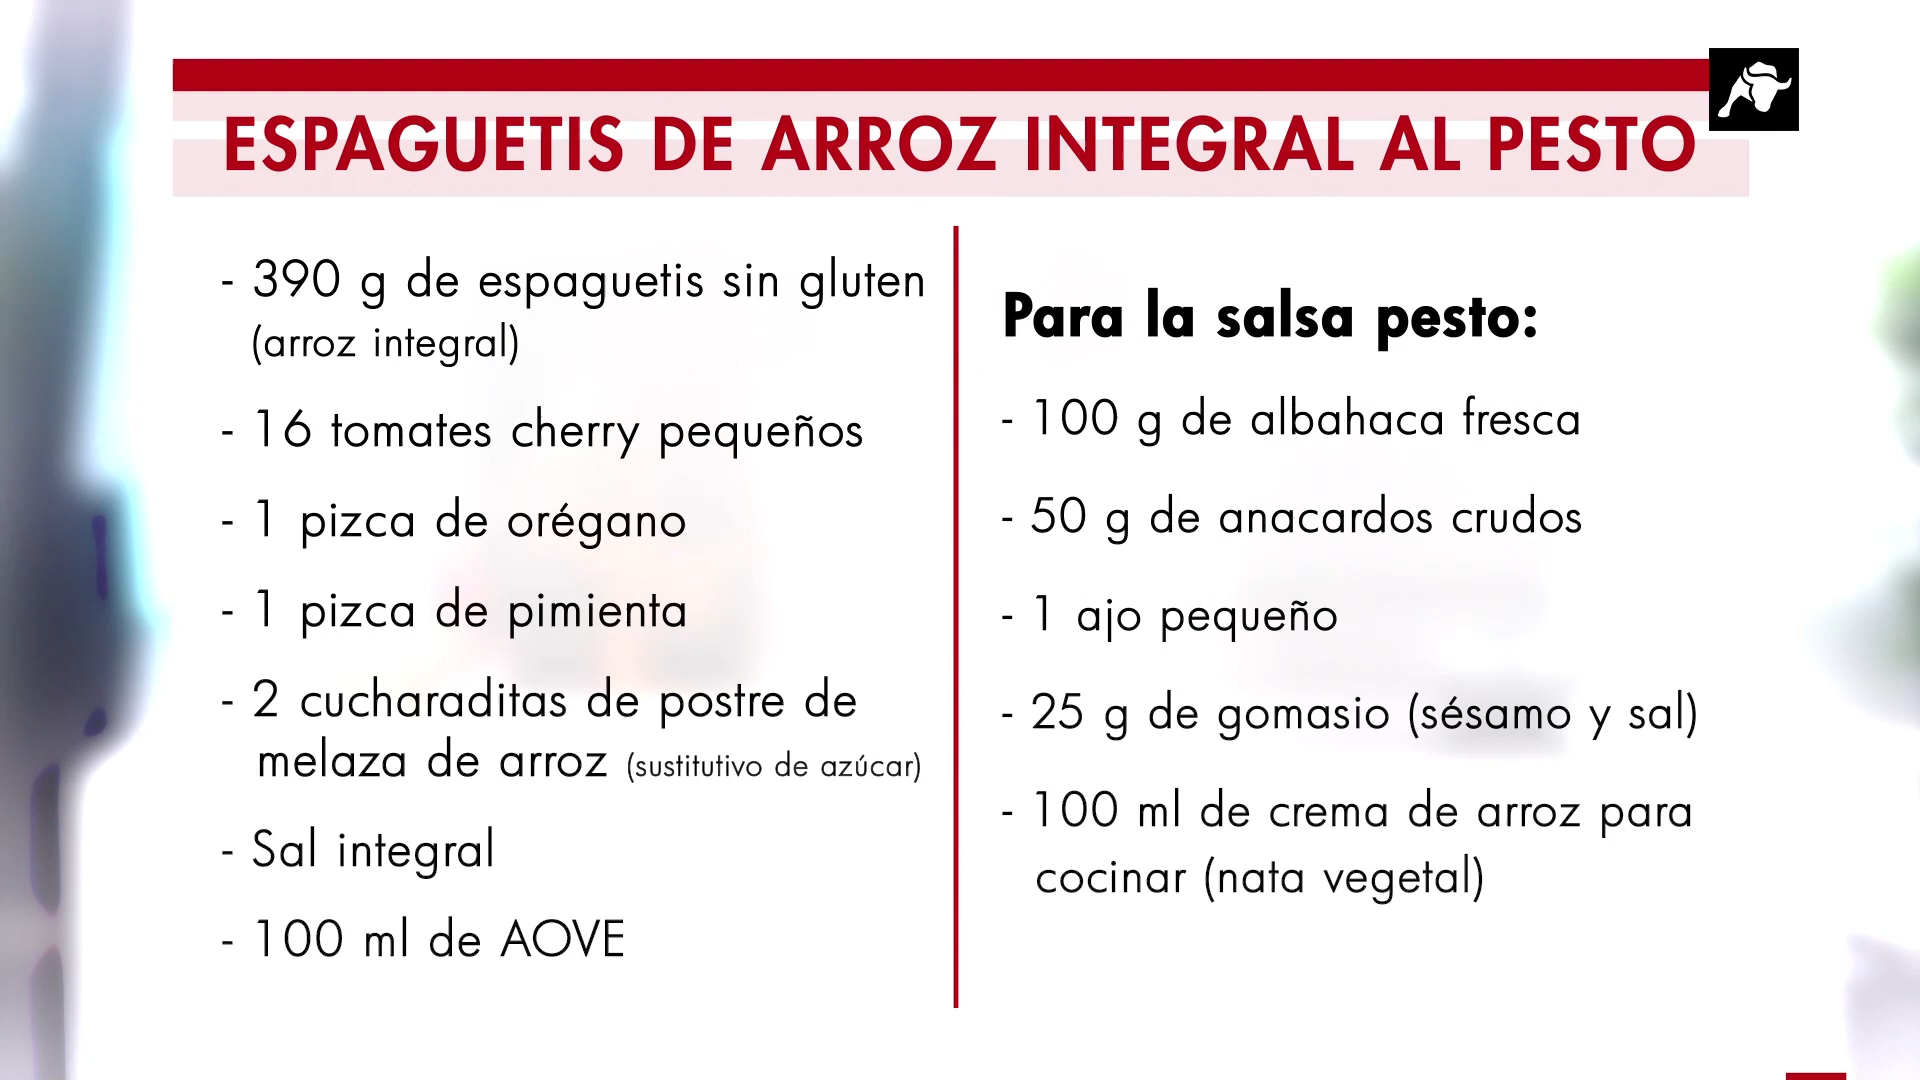 ESPAGUETIS DE ARROZ INTEGRAL AL PESTO
- 390 g de espaguetis sin gluten
(arroz integral)
- 16 tomates cherry pequeños
- 1 pizca de orégano
- 1 pizca de pimienta
- 2 cucharaditas de postre de
melaza de arroz (sustitutivo de azúcar)
- Sal integral
- 100 ml de AOVE
Para la salsa pesto:
- 100 g de albahaca fresca
- 50 g de anacardos crudos
- 1 ajo pequeño
- 25 g de gomasio (sésamo y sal)
- 100 ml de crema de arroz para
cocinar (nata vegetal)